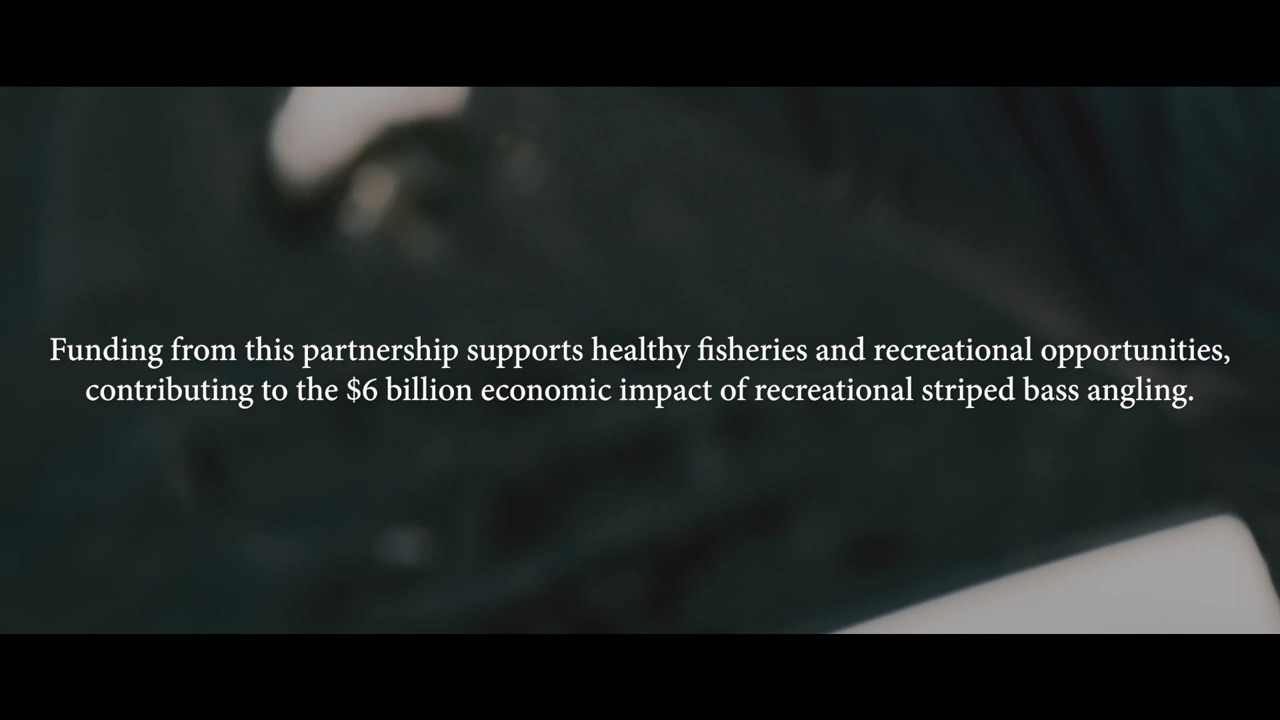 Funding from this partnership supports healthy fisheries and recreational opportunities,
contributing to the $6 billion economic impact of recreational striped bass angling.